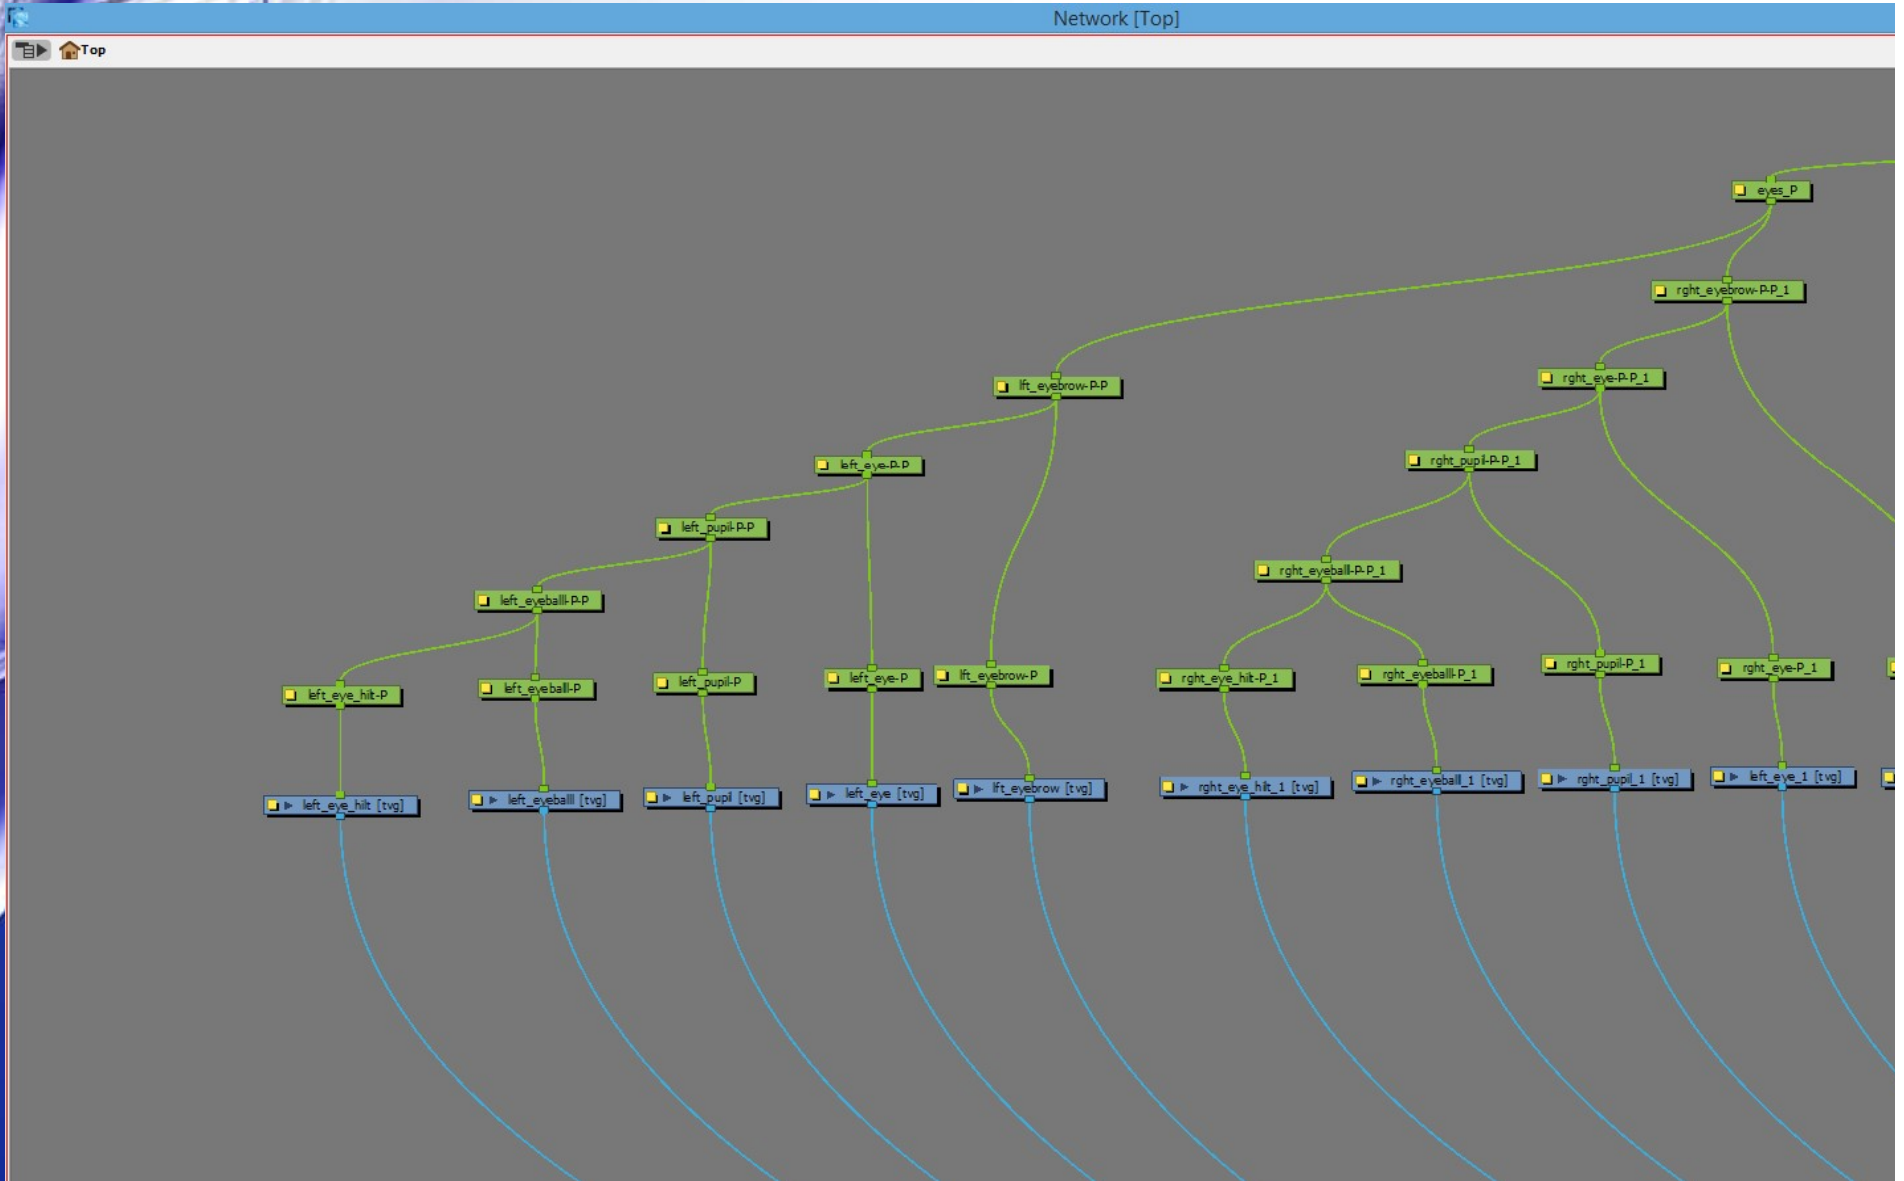 Network [Top]
Top
eyes_P
rght_eyebrow-P-P_1
rght_eye-P-P_1
lft_eyebrow-P-P
rght_pupil-P-P_1
left_eye-P-P
left_pupil-P-P
rght_eyeball-P-P_1
left_eyeball-P-P
rght_pupil-P_1
rght_eye-P_1
left_eye-P
lft_eyebrow-P
rght_eye_hilt-P_1
rght_eyeball-P_1
left_pupil-P
left_eyeball-P
left_eye_hilt-P
left_eye_1 [tvg]
rght_pupil_1 [tvg]
rght_eyeball_1 [tvg]
rght_eye_hilt_1 [tvg]
lft_eyebrow [tvg]
left_eye [tvg]
left_pupil [tvg]
left_eyeball [tvg]
left_eye_hilt [tvg]